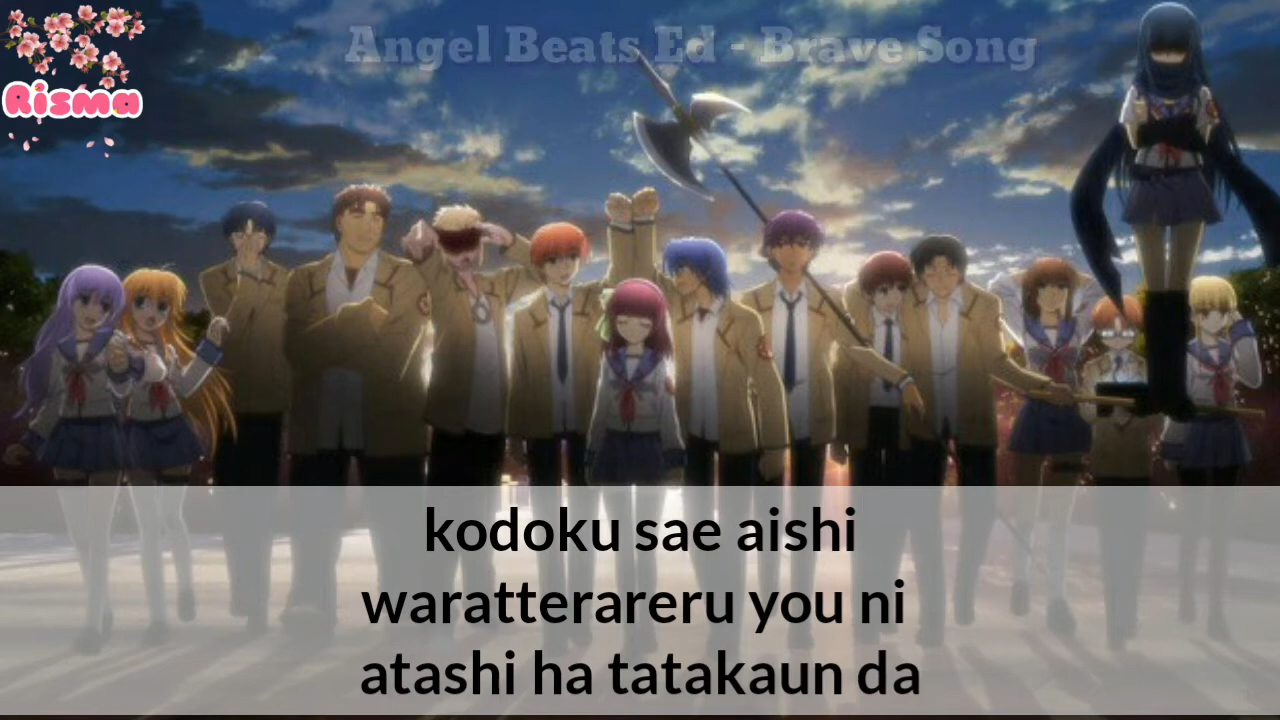 Angel Beats Ed - Brave Song
Risma
kodoku sae aishi
waratterareru you ni
atashi ha tatakaun da